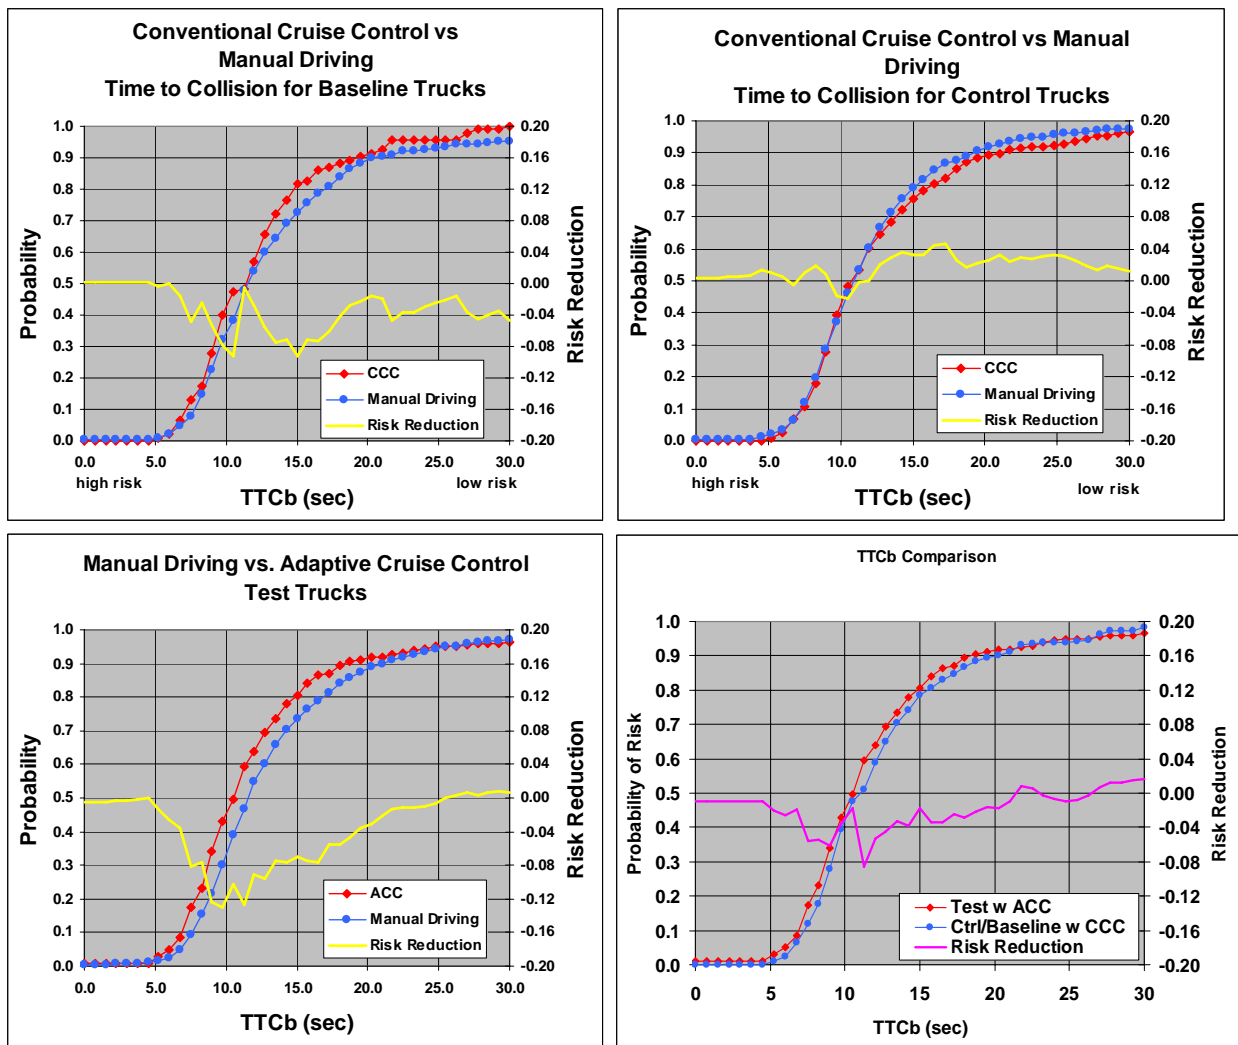 Conventional Cruise Control vs
Manual Driving
Time to Collision for Baseline Trucks
1.0
0.9
0.8
0.7
0.6
0.5
0.4
0.3
0.2
0.1
0.0
Probability
0.20
0.16
0.12
0.08
0.04
0.00
-0.04
-0.08
-0.12
-0.16
-0.20
Risk Reduction
CCC
Manual Driving
Risk Reduction
0.0 5.0 10.0 15.0 20.0 25.0 30.0
high risk low risk
TTCb (sec)
Conventional Cruise Control vs Manual
Driving
Time to Collision for Control Trucks
1.0
0.9
0.8
0.7
0.6
0.5
0.4
0.3
0.2
0.1
0.0
Probability
0.20
0.16
0.12
0.08
0.04
0.00
-0.04
-0.08
-0.12
-0.16
-0.20
Risk Reduction
CCC
Manual Driving
Risk Reduction
0.0 5.0 10.0 15.0 20.0 25.0 30.0
high risk low risk
TTCb (sec)
Manual Driving vs. Adaptive Cruise Control
Test Trucks
1.0
0.9
0.8
0.7
0.6
0.5
0.4
0.3
0.2
0.1
0.0
Probability
0.20
0.16
0.12
0.08
0.04
0.00
-0.04
-0.08
-0.12
-0.16
-0.20
Risk Reduction
ACC
Manual Driving
Risk Reduction
0.0 5.0 10.0 15.0 20.0 25.0 30.0
TTCb (sec)
TTCb Comparison
1.0
0.9
0.8
0.7
0.6
0.5
0.4
0.3
0.2
0.1
0.0
Probability of Risk
0.20
0.16
0.12
0.08
0.04
0.00
-0.04
-0.08
-0.12
-0.16
-0.20
Risk Reduction
Test w ACC
Ctrl/Baseline w CCC
Risk Reduction
0 5 10 15 20 25 30
TTCb (sec)